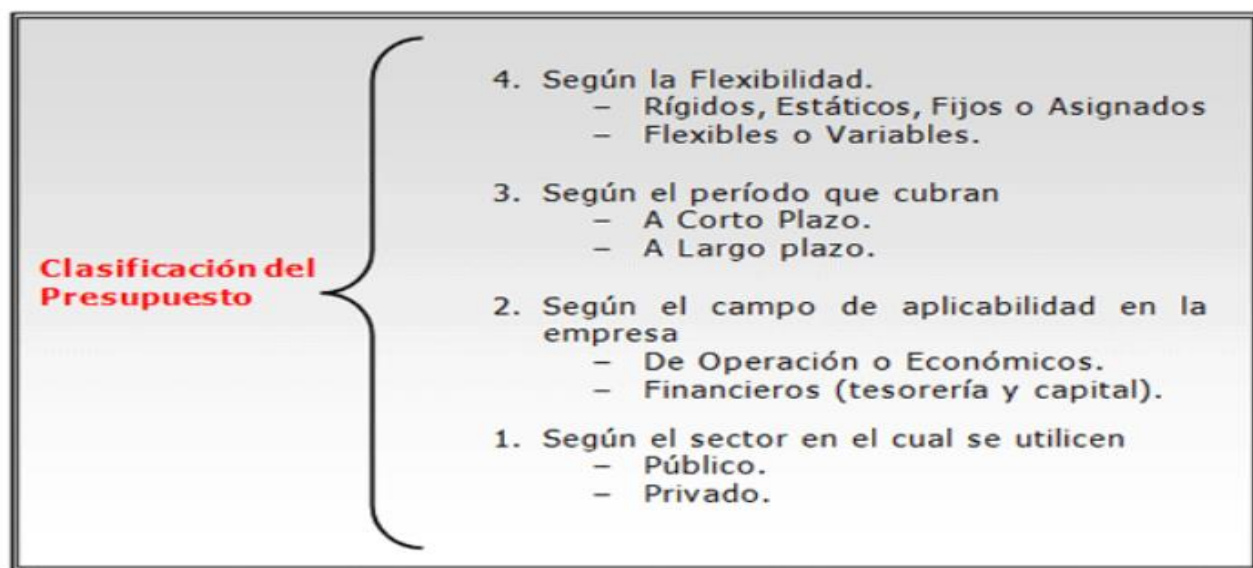 Clasificación del
Presupuesto
4. Según la Flexibilidad.
– Rígidos, Estáticos, Fijos o Asignados
– Flexibles o Variables.
3. Según el período que cubran
– A Corto Plazo.
– A Largo plazo.
2. Según el campo de aplicabilidad en la
empresa
– De Operación o Económicos.
– Financieros (tesorería y capital).
1. Según el sector en el cual se utilicen
– Público.
– Privado.